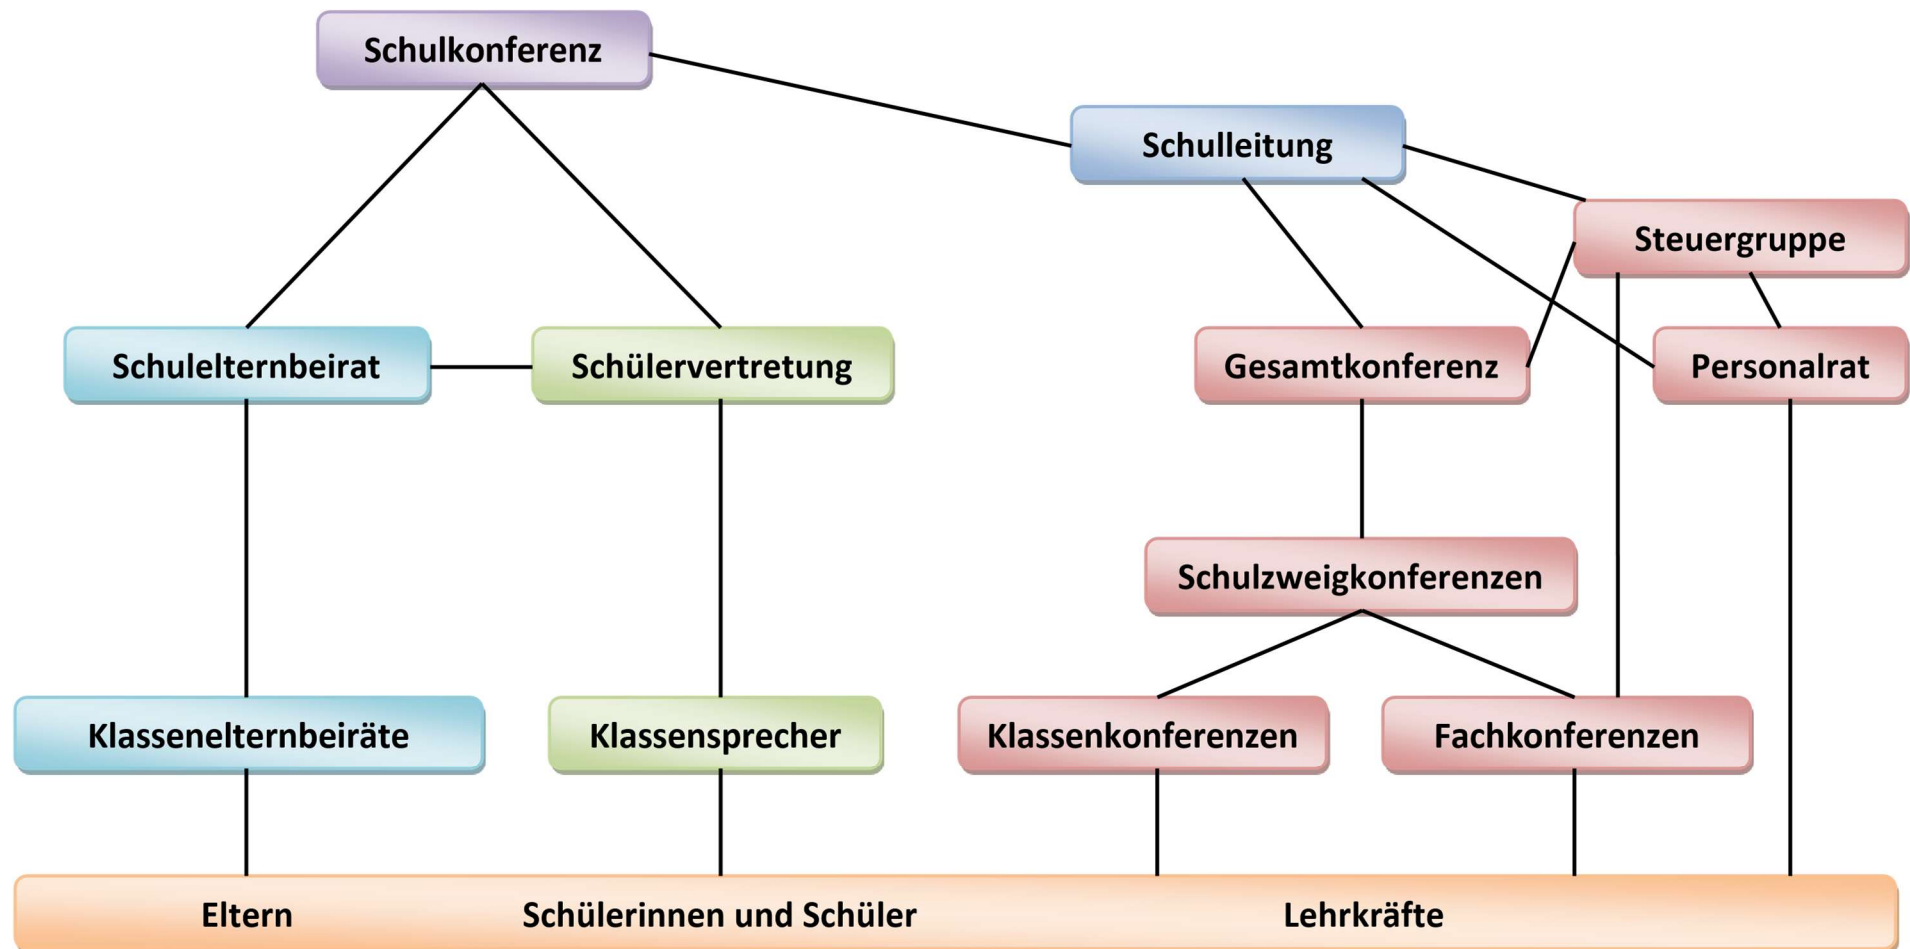 Schulkonferenz
Schulleitung
Steuergruppe
Schulelternbeirat
Schülervertretung
Gesamtkonferenz
Personalrat
Schulzweigkonferenzen
Klassenelternbeiräte
Klassensprecher
Klassenkonferenzen
Fachkonferenzen
Eltern
Schülerinnen und Schüler
Lehrkräfte